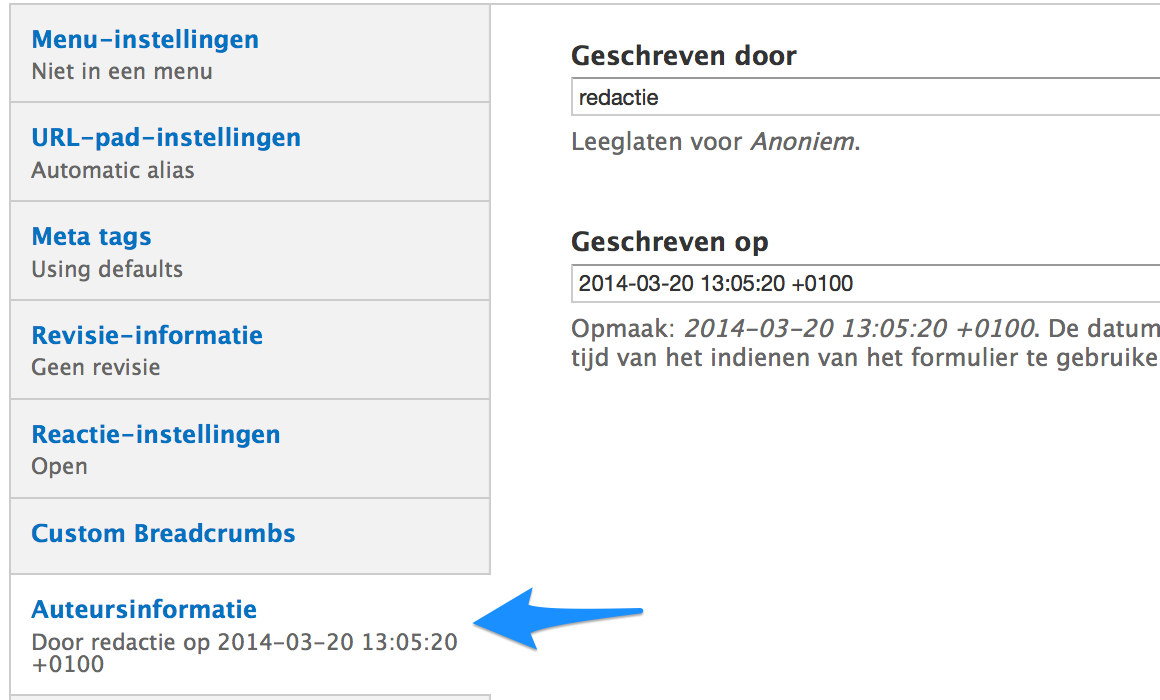 Menu-instellingen
Niet in een menu
URL-pad-instellingen
Automatic alias
Meta tags
Using defaults
Revisie-informatie
Geen revisie
Reactie-instellingen
Open
Custom Breadcrumbs
Auteursinformatie
Door redactie op 2014-03-20 13:05:20
+0100
Geschreven door
redactie
Leeglaten voor Anoniem.
Geschreven op
2014-03-20 13:05:20 +0100
Opmaak: 2014-03-20 13:05:20 +0100. De datum
tijd van het indienen van het formulier te gebruike